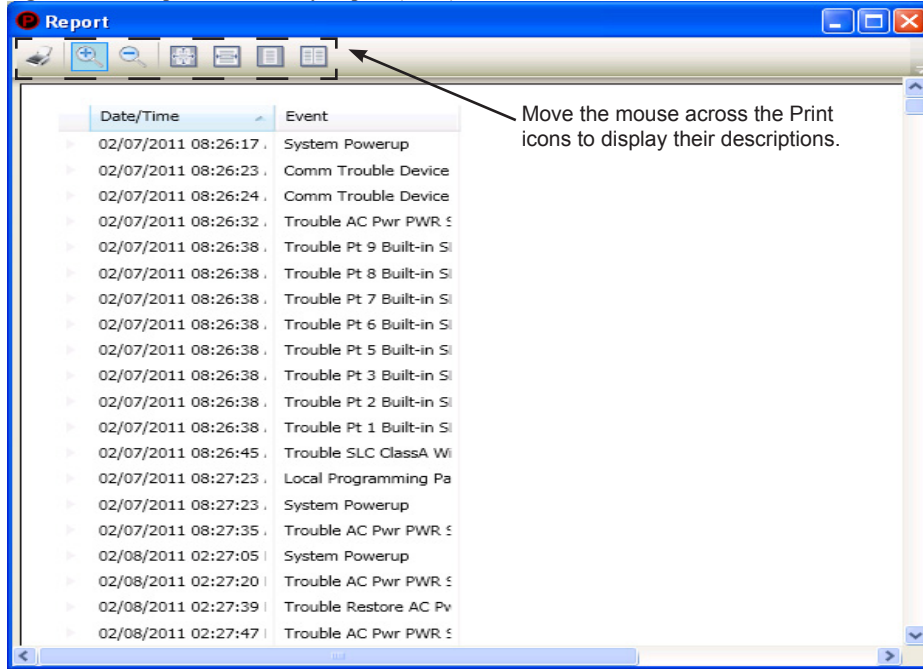 Report
Move the mouse across the Print
icons to display their descriptions.
Date/Time Event
02/07/2011 08:26:17 System Powerup
02/07/2011 08:26:23 Comm Trouble Device
02/07/2011 08:26:24 Comm Trouble Device
02/07/2011 08:26:32 Trouble AC Pwr PWR
02/07/2011 08:26:38 Trouble Pt 9 Built-in
02/07/2011 08:26:38 Trouble Pt 8 Built-in
02/07/2011 08:26:38 Trouble Pt 7 Built-in
02/07/2011 08:26:38 Trouble Pt 6 Built-in
02/07/2011 08:26:38 Trouble Pt 5 Built-in
02/07/2011 08:26:38 Trouble Pt 3 Built-in
02/07/2011 08:26:38 Trouble Pt 2 Built-in
02/07/2011 08:26:38 Trouble Pt 1 Built-in
02/07/2011 08:26:45 Trouble SLC ClassA Wi
02/07/2011 08:27:23 Local Programming Pa
02/07/2011 08:27:23 System Powerup
02/07/2011 08:27:35 Trouble AC Pwr PWR
02/08/2011 02:27:05 System Powerup
02/08/2011 02:27:20 Trouble AC Pwr PWR
02/08/2011 02:27:39 Trouble Restore AC
02/08/2011 02:27:47 Trouble AC Pwr PWR